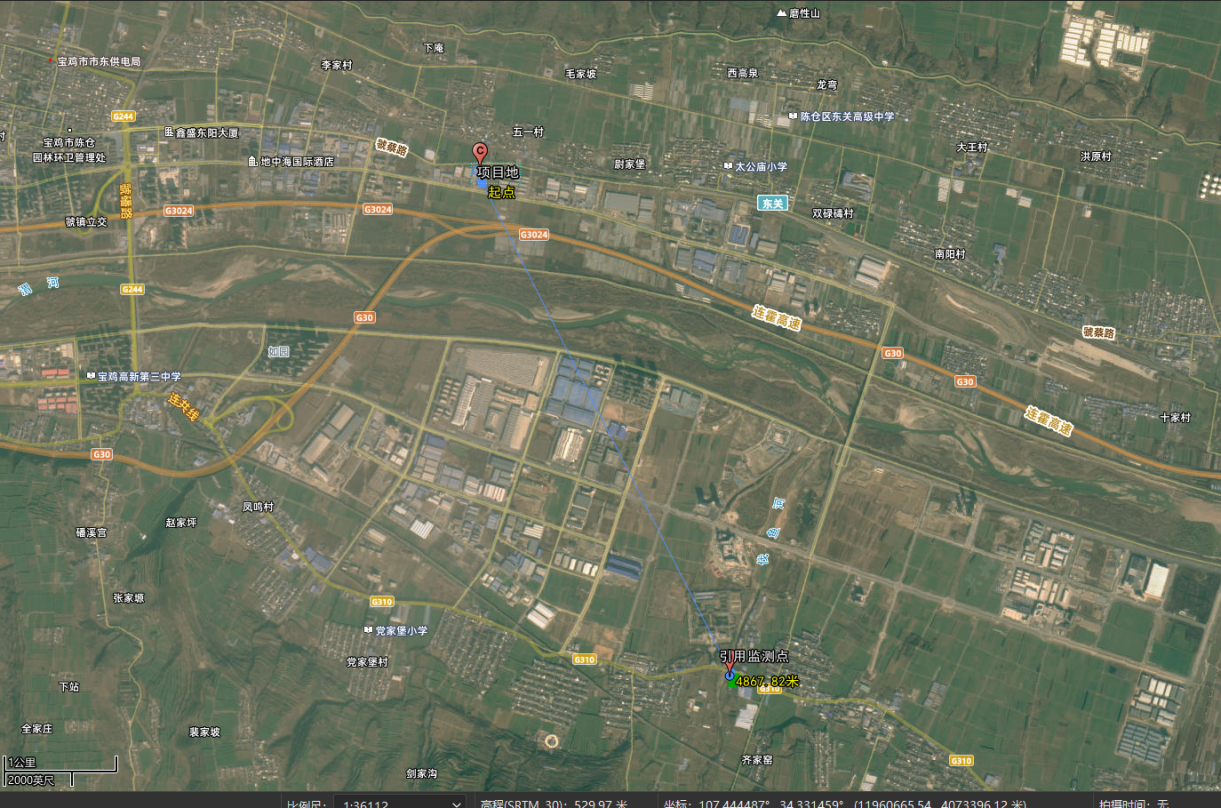 磨性山
下庵
宝鸡市市东供电局
李家村
毛家坡
西高泉
龙弯
G244
陈仓区东关高级中学
鑫盛东阳大厦
五一村
村
宝鸡市陈仓
园林环卫管理处
虢蔡路
大王村
洪原村
地中海国际酒店
尉家堡
太公庙小学
项目地
起点
虢磻路
东关
G3024
G3024
双碌碑村
虢镇立交
G3024
南阳村
渭河
G244
G30
连霍高速
虢蔡路
如园
G30
宝鸡高新第三中学
G30
连共线
连霍高速
十家村
G30
凤鸣村
赵家坪
磻溪宫
河
张家塬
G310
党家堡小学
党家堡村
G310
引用监测点
4867.82米
G310
下站
全家庄
裴家坡
齐家窑
G310
1公里
2000英尺
剑家沟
比例尺: 1:36112
高程(SRTM_30): 529.97 米
坐标: 107.444487° 34.331459° (11960665.54, 4073396.12 米)
拍摄时间: 无